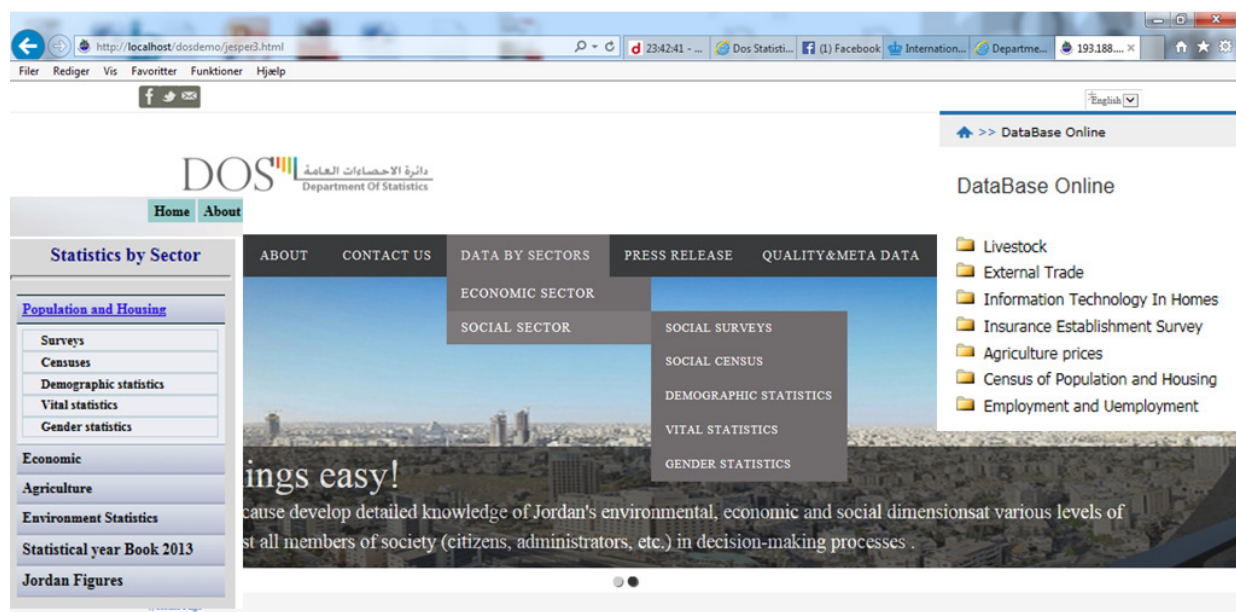 http://localhost/dosdemo/jesper3.html
23:42:41 - ...
Dos Statisti...
(1) Facebook
Internation...
Departme...
193.188....
Filer Rediger Vis Favoritter Funktioner Hjælp
English
>> DataBase Online
DOS
دائرة الاحصاءات العامة
Department Of Statistics
Home About
DataBase Online
Livestock
External Trade
Information Technology In Homes
Insurance Establishment Survey
Agriculture prices
Census of Population and Housing
Employment and Uemployment
Statistics by Sector
Population and Housing
Surveys
Censuses
Demographic statistics
Vital statistics
Gender statistics
Economic
Agriculture
Environment Statistics
Statistical year Book 2013
Jordan Figures
ABOUT CONTACT US DATA BY SECTORS PRESS RELEASE QUALITY&META DATA
ECONOMIC SECTOR
SOCIAL SECTOR
SOCIAL SURVEYS
SOCIAL CENSUS
DEMOGRAPHIC STATISTICS
VITAL STATISTICS
GENDER STATISTICS
ings easy!
cause develop detailed knowledge of Jordan's environmental, economic and social dimensionsat various levels of
st all members of society (citizens, administrators, etc.) in decision-making processes .